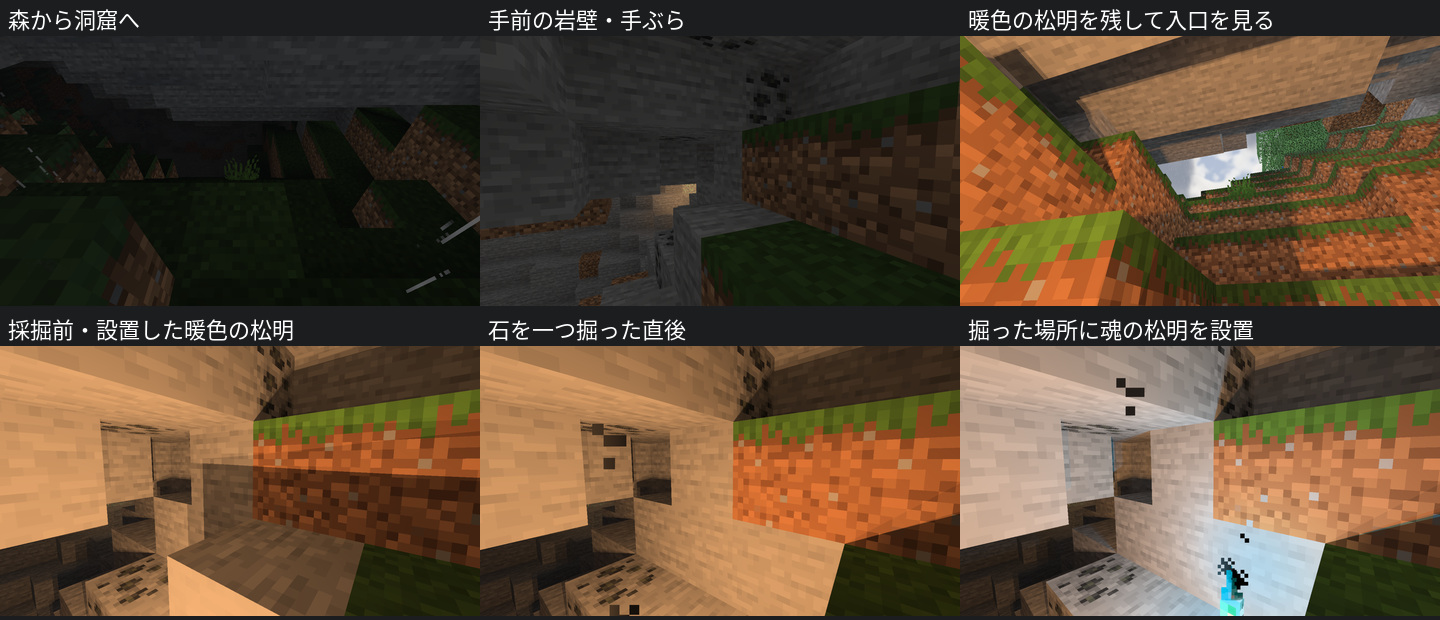 森から洞窟へ
手前の岩壁・手ぶら
暖色の松明を残して入口を見る
採掘前・設置した暖色の松明
石を一つ掘った直後
掘った場所に魂の松明を設置